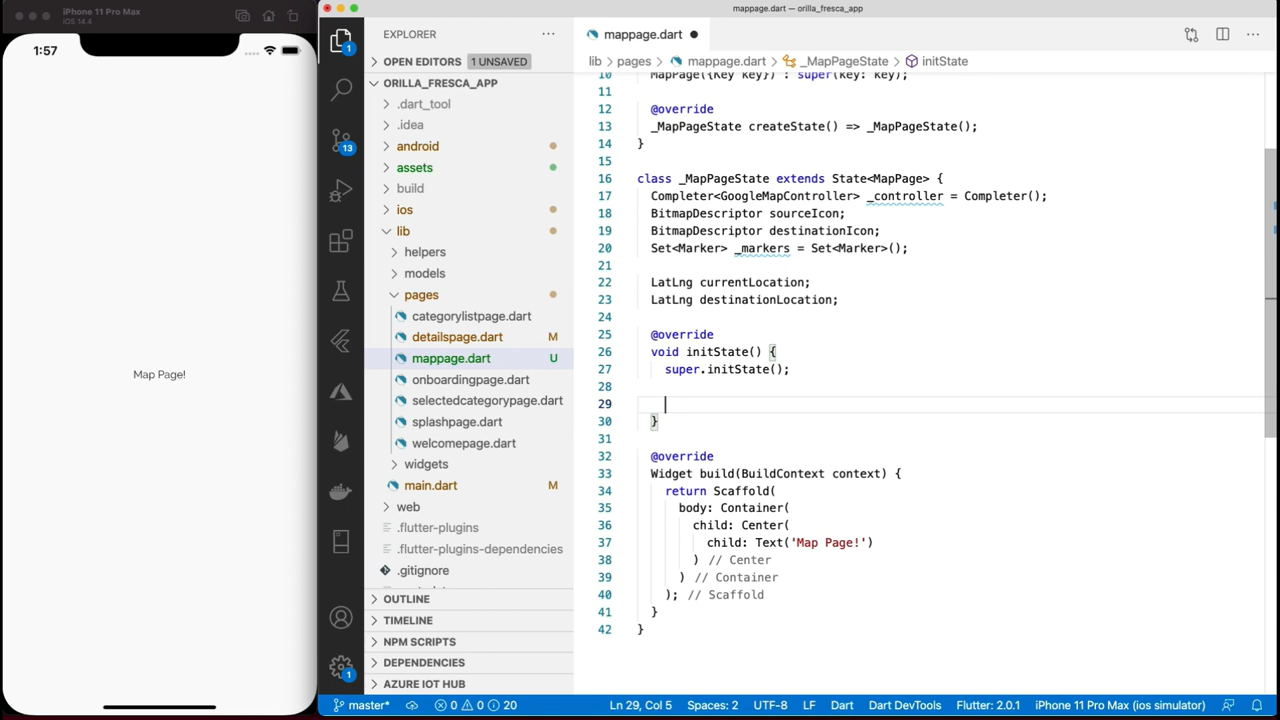 iPhone 11 Pro Max
iOS 14.4
1:57
Map Page!
mappage.dart — orilla_fresca_app
1
13
1
EXPLORER
OPEN EDITORS 1 UNSAVED
ORILLA_FRESCA_APP
.dart_tool
.idea
android
assets
build
ios
lib
helpers
models
pages
categorylistpage.dart
detailspage.dart M
mappage.dart U
onboardingpage.dart
selectedcategorypage.dart
splashpage.dart
welcomepage.dart
widgets
main.dart M
web
.flutter-plugins
.flutter-plugins-dependencies
.gitignore
OUTLINE
TIMELINE
NPM SCRIPTS
DEPENDENCIES
AZURE IOT HUB
mappage.dart
lib > pages > mappage.dart > _MapPageState > initState
10 MapPage({Key key}) : super(key: key);
11
12 @override
13 _MapPageState createState() => _MapPageState();
14 }
15
16 class _MapPageState extends State<MapPage> {
17 Completer<GoogleMapController> _controller = Completer();
18 BitmapDescriptor sourceIcon;
19 BitmapDescriptor destinationIcon;
20 Set<Marker> _markers = Set<Marker>();
21
22 LatLng currentLocation;
23 LatLng destinationLocation;
24
25 @override
26 void initState() {
27 super.initState();
28
29
30 }
31
32 @override
33 Widget build(BuildContext context) {
34 return Scaffold(
35 body: Container(
36 child: Center(
37 child: Text('Map Page!')
38 ) // Center
39 ) // Container
40 ); // Scaffold
41 }
42 }
master* 0 0 20 Ln 29, Col 5 Spaces: 2 UTF-8 LF Dart Dart DevTools Flutter: 2.0.1 iPhone 11 Pro Max (ios simulator)